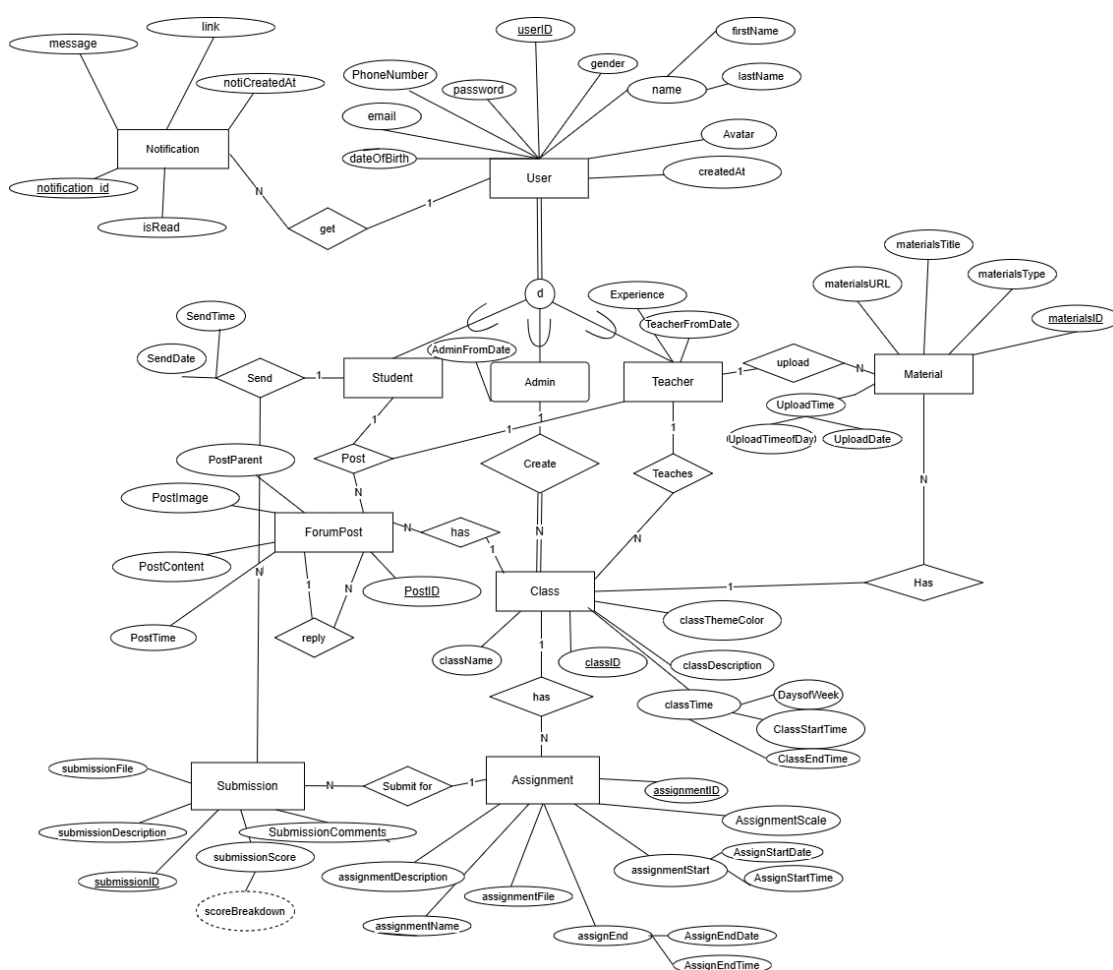 link
message
userID
firstName
notiCreatedAt
PhoneNumber
gender
password
name
lastName
email
Notification
dateOfBirth
Avatar
User
createdAt
notification_id
N
1
isRead
get
materialsTitle
materialsURL
materialsType
d
Experience
materialsID
SendTime
TeacherFromDate
SendDate
AdminFromDate
upload
Send
1
Student
Admin
Teacher
1
N
Material
UploadTime
1
1
1
1
UploadTimeofDay
UploadDate
PostParent
Post
Create
Teaches
N
PostImage
N
ForumPost
N
has
N
N
1
PostContent
N
1
N
Class
1
Has
PostID
classThemeColor
PostTime
reply
className
classID
1
classDescription
DaysofWeek
has
classTime
ClassStartTime
N
ClassEndTime
submissionFile
Submission
N
Submit for
1
Assignment
assignmentID
submissionDescription
SubmissionComments
AssignmentScale
submissionScore
AssignStartDate
submissionID
assignmentDescription
assignmentStart
AssignStartTime
assignmentFile
scoreBreakdown
assignmentName
assignEnd
AssignEndDate
AssignEndTime